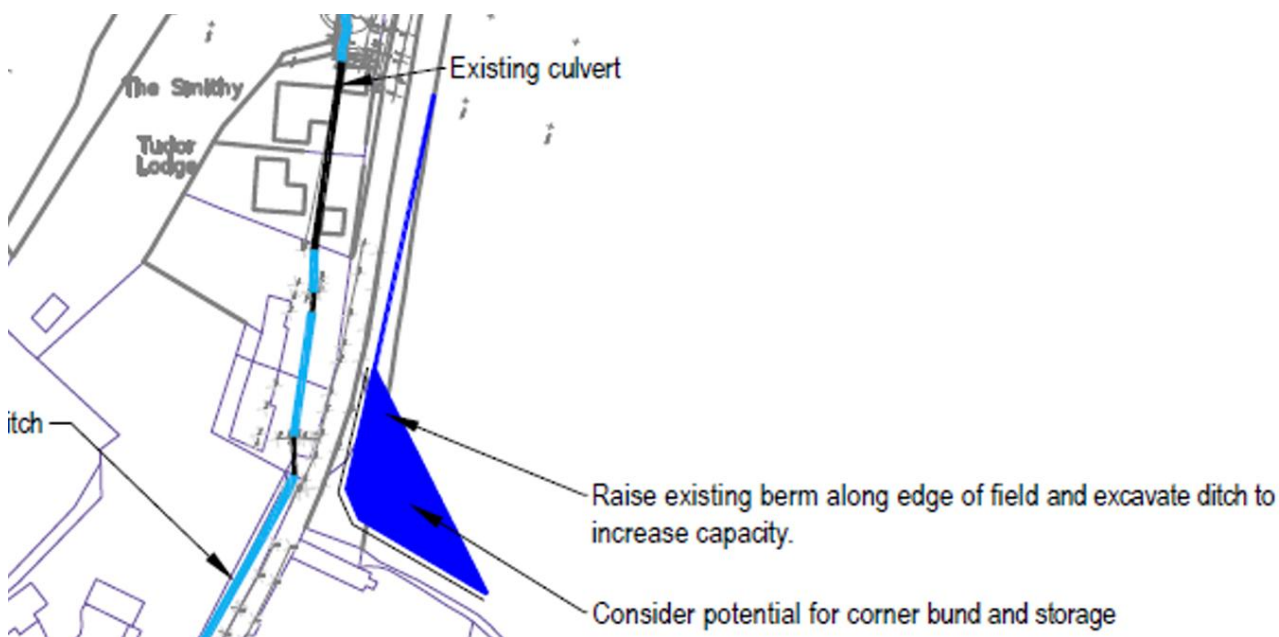 Existing culvert
The Smithy
Tudor
Lodge
itch
Raise existing berm along edge of field and excavate ditch to
increase capacity.
Consider potential for corner bund and storage